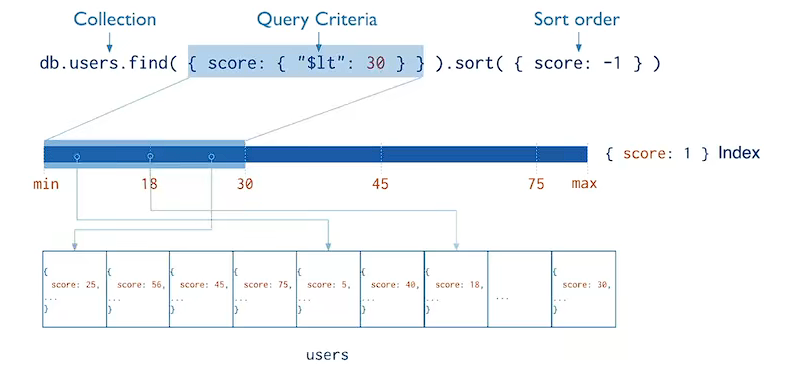 Collection Query Criteria Sort order
db.users.find( { score: { "$lt": 30 } } ).sort( { score: -1 } )
{ score: 1 } Index
min 18 30 45 75 max
{ { { { { { { {
score: 25, score: 56, score: 45, score: 75, score: 5, score: 40, score: 18, score: 30,
... ... ... ... ... ... ... ... ...
} } } } } } } }
users